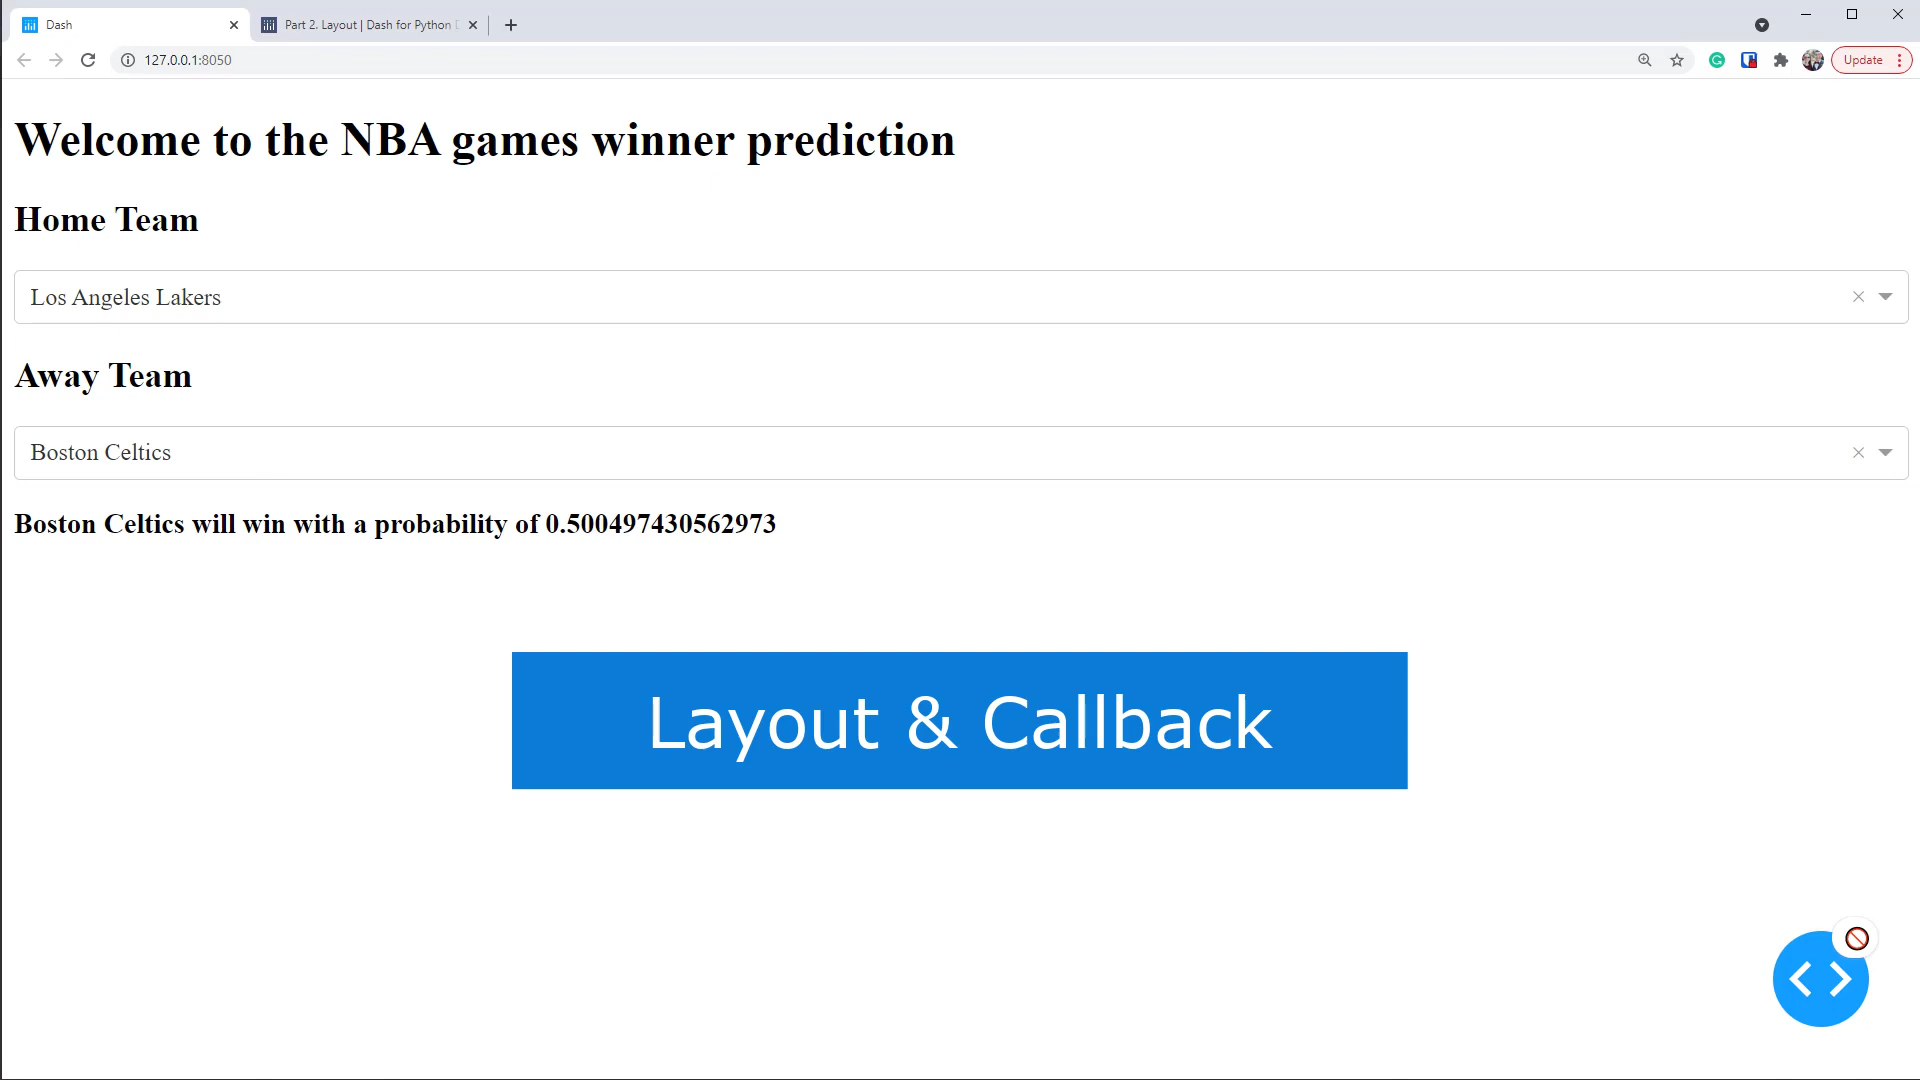 Dash
Part 2. Layout | Dash for Python
127.0.0.1:8050
Update
Welcome to the NBA games winner prediction
Home Team
Los Angeles Lakers
Away Team
Boston Celtics
Boston Celtics will win with a probability of 0.500497430562973
Layout & Callback